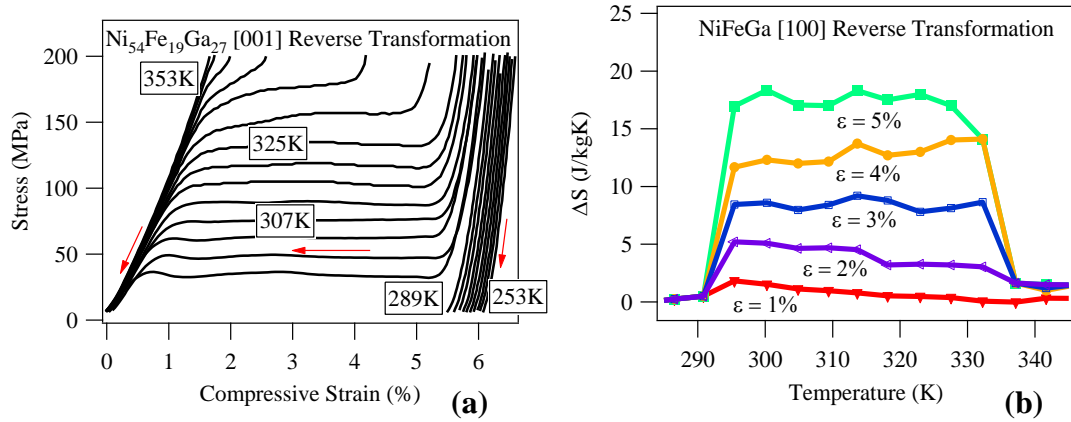 Ni54Fe19Ga27 [001] Reverse Transformation
200
150
100
50
0
Stress (MPa)
353K
325K
307K
289K
253K
0 1 2 3 4 5 6
Compressive Strain (%)
(a)
NiFeGa [100] Reverse Transformation
25
20
15
10
5
0
ΔS (J/kgK)
ε = 5%
ε = 4%
ε = 3%
ε = 2%
ε = 1%
290 300 310 320 330 340
Temperature (K)
(b)